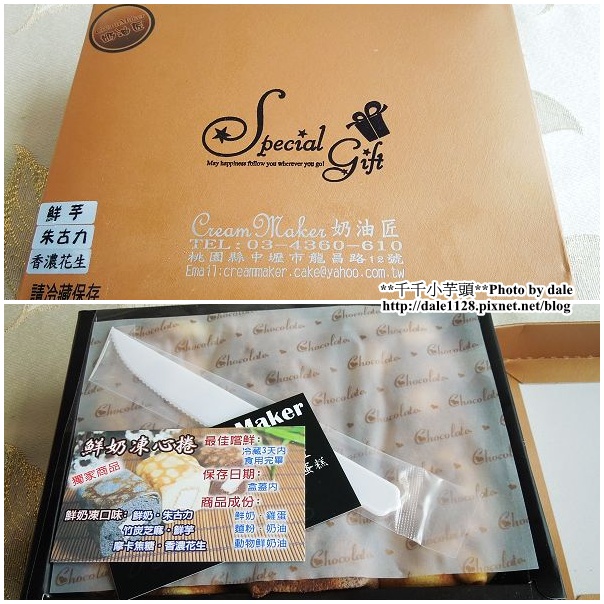 奶油匠
Special Gift
May happiness follow you wherever you go!
鮮芋
朱古力
香濃花生
請冷藏保存
Cream Maker 奶油匠
TEL:03-4360-610
桃園縣中壢市龍昌路12號
Email:creammaker.cake@yahoo.com.tw
**千千小芋頭**Photo by dale
http://dale1128.pixnet.net/blog
Chocolate
Maker
蛋糕
鮮奶凍心捲
獨家商品
鮮奶凍口味：鮮奶・朱古力
竹炭芝麻・鮮芋
摩卡焦糖・香濃花生
最佳嚐鮮：
冷藏3天內
食用完畢
保存日期：
盒蓋內
商品成份：
鮮奶・雞蛋
麵粉・奶油
動物鮮奶油